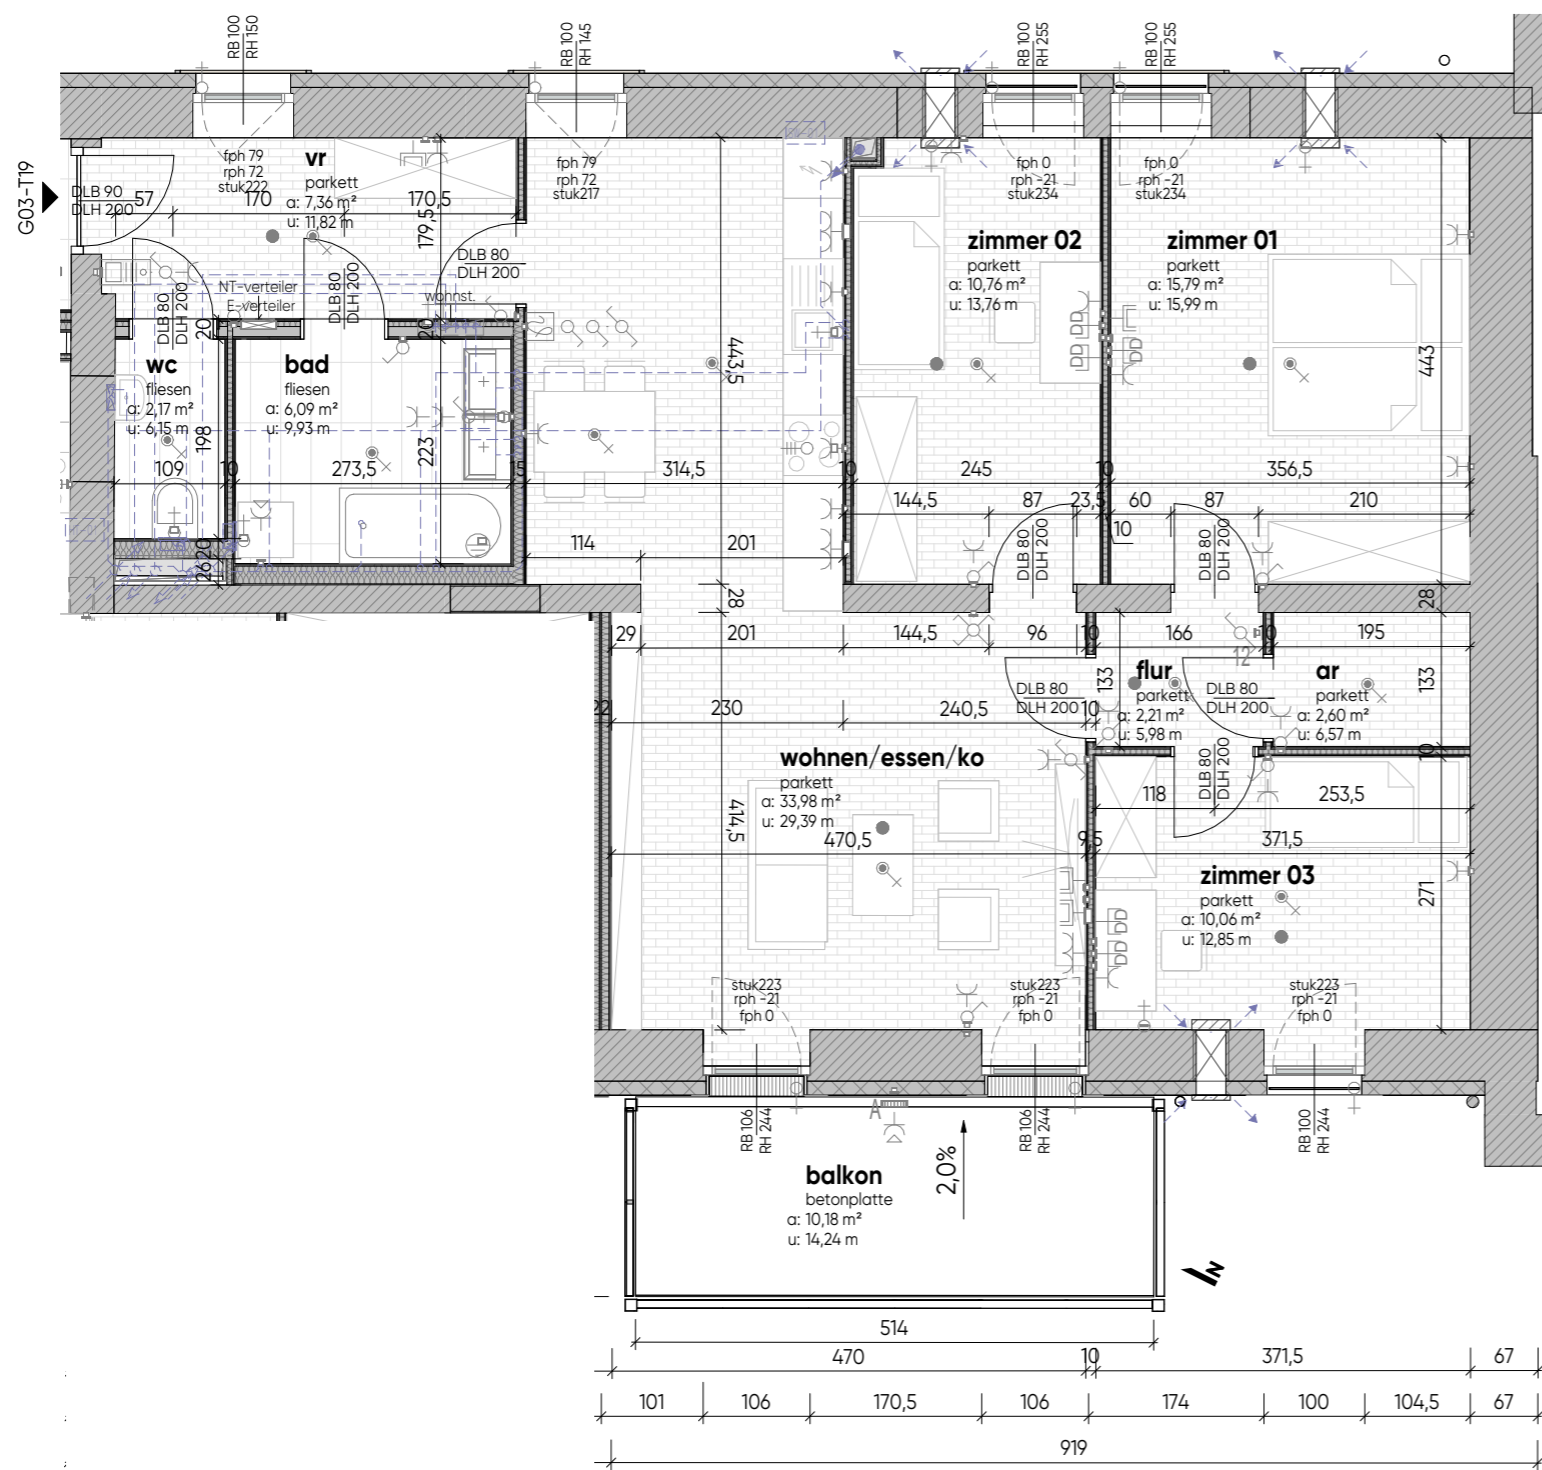 RB 100
RH 150
RB 100
RH 145
RB 100
RH 255
RB 100
RH 255
G03-T19
DLB 90
DLH 200
57
fph 79
rph 72
stuk222
170
vr
parkett
a: 7,36 m²
u: 11,82 m
170,5
179,5
DLB 80
DLH 200
fph 79
rph 72
stuk217
fph 0
rph -21
stuk234
fph 0
rph -21
stuk234
zimmer 02
parkett
a: 10,76 m²
u: 13,76 m
zimmer 01
parkett
a: 15,79 m²
u: 15,99 m
NT-verteiler
E-verteiler
wohnst.
DLB 80
DLH 200
DLB 80
DLH 200
20
20
wc
fliesen
a: 2,17 m²
u: 6,15 m
198
bad
fliesen
a: 6,09 m²
u: 9,93 m
223
443,5
443
DD
DD
DD
109
10
273,5
15
314,5
10
245
10
356,5
144,5
87
23,5
60
87
210
10
DLB 80
DLH 200
DLB 80
DLH 200
2620
114
201
28
28
29
201
144,5
96
10
166
10
195
12
133
133
flur
parkett
a: 2,21 m²
u: 5,98 m
ar
parkett
a: 2,60 m²
u: 6,57 m
DLB 80
DLH 200
DLB 80
DLH 200
22
230
240,5
10
10
wohnen/essen/ko
parkett
a: 33,98 m²
u: 29,39 m
DLB 80
DLH 200
118
253,5
414,5
470,5
9,5
371,5
zimmer 03
parkett
a: 10,06 m²
u: 12,85 m
271
DD
DD
stuk223
rph -21
fph 0
stuk223
rph -21
fph 0
stuk223
rph -21
fph 0
RB 106
RH 244
A
RB 106
RH 244
RB 100
RH 244
2,0%
balkon
betonplatte
a: 10,18 m²
u: 14,24 m
N
514
470
10
371,5
67
101
106
170,5
106
174
100
104,5
67
919